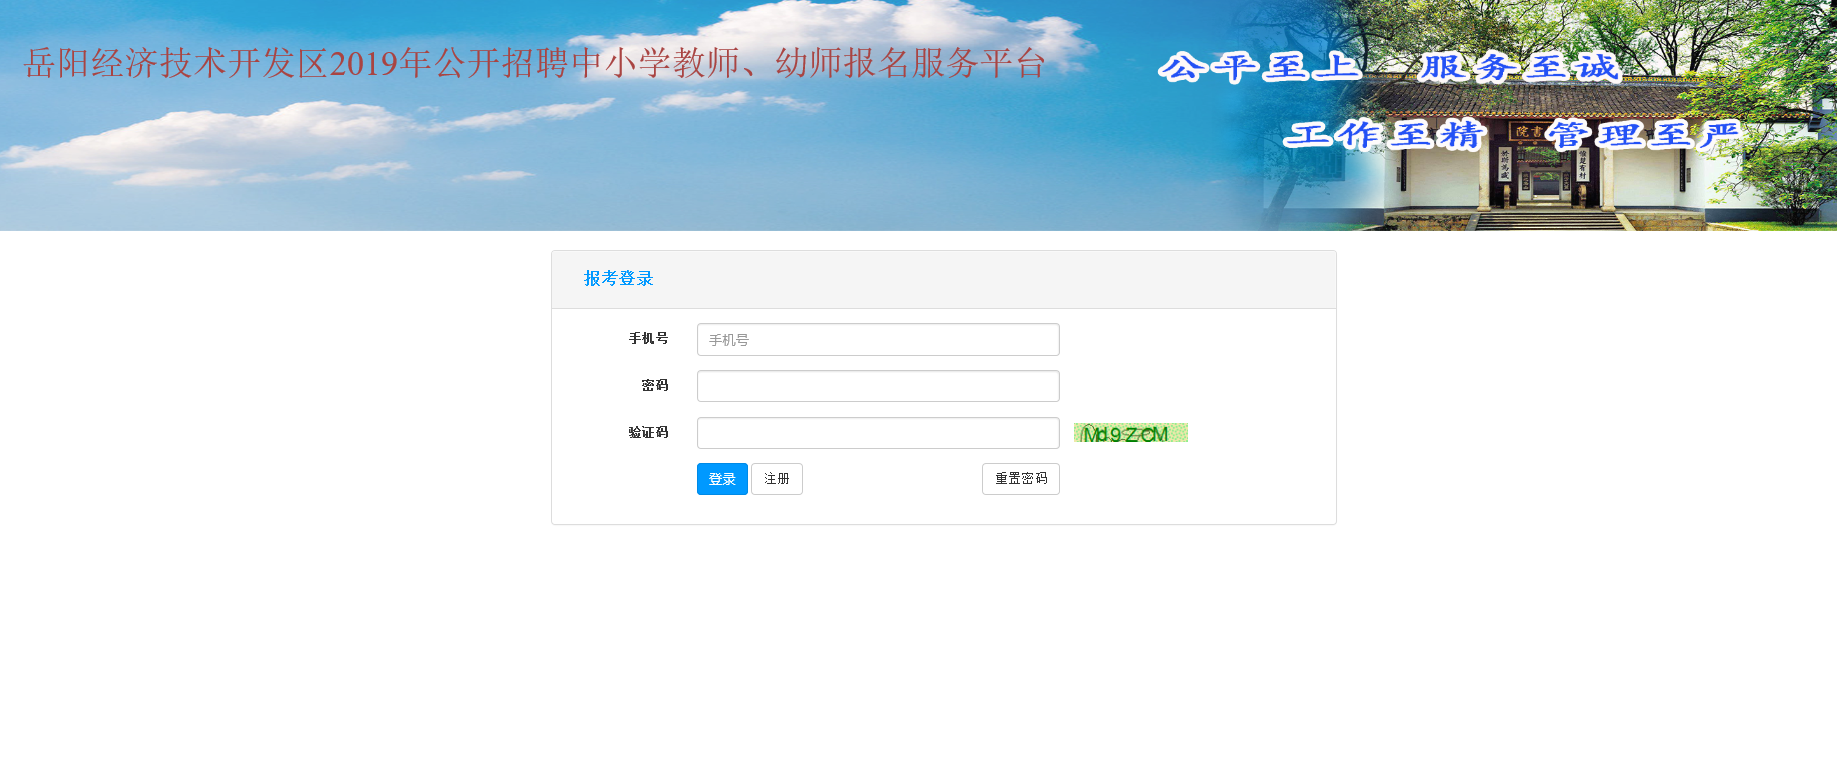 岳阳经济技术开发区2019年公开招聘中小学教师、幼师报名服务平台
公平至上 服务至诚
工作至精 管理至严
报考登录
手机号 手机号
密码
验证码 Md9ZCM
登录 注册 重置密码